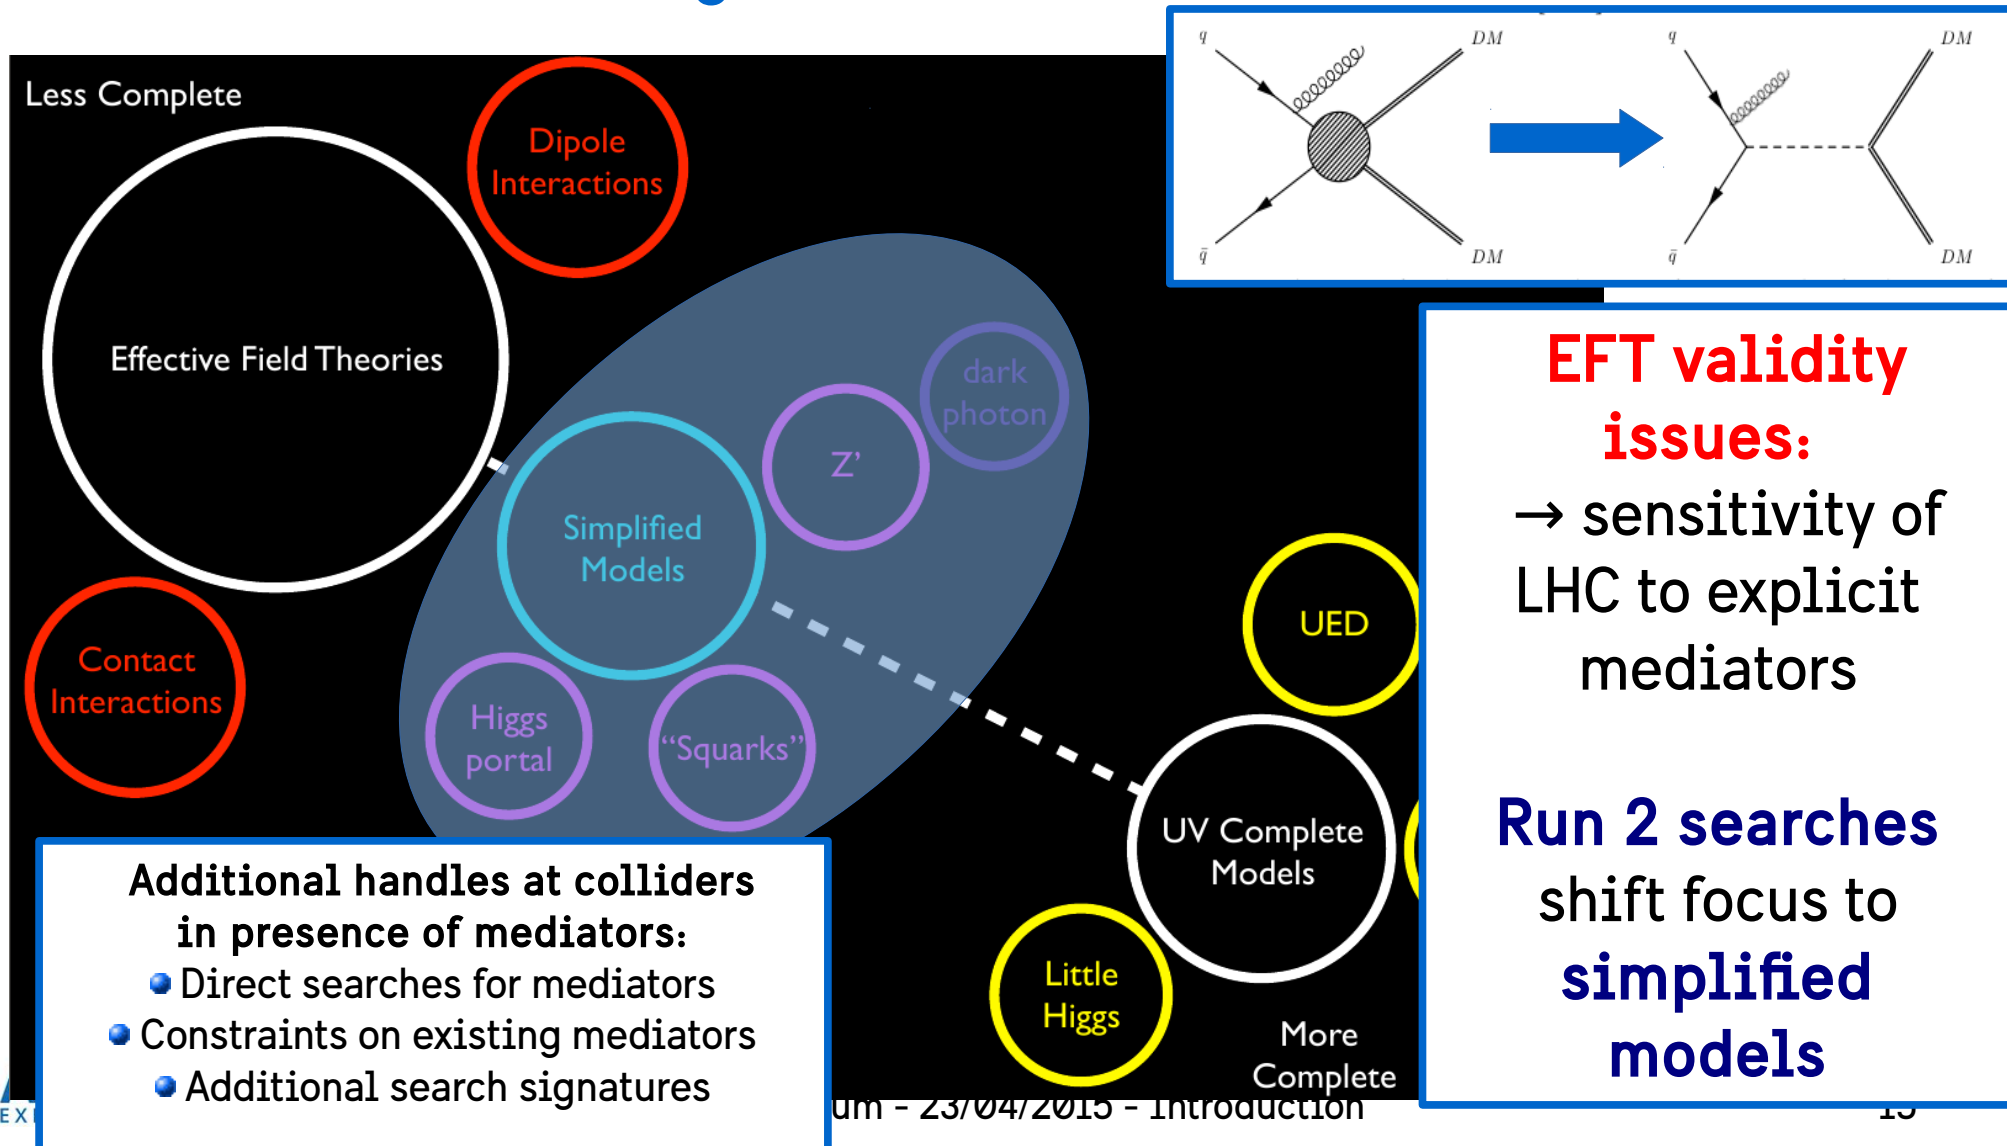 q
DM
q
DM
q̄
DM
q̄
DM
Less Complete
Dipole
Interactions
Effective Field Theories
dark
photon
Z’
Simplified
Models
Contact
Interactions
Higgs
portal
“Squarks”
UED
UV Complete
Models
Little
Higgs
More
Complete
EFT validity
issues:
→ sensitivity of
LHC to explicit
mediators
Run 2 searches
shift focus to
simplified
models
Additional handles at colliders
in presence of mediators:
Direct searches for mediators
Constraints on existing mediators
Additional search signatures
um - 23/04/2015 - Introduction